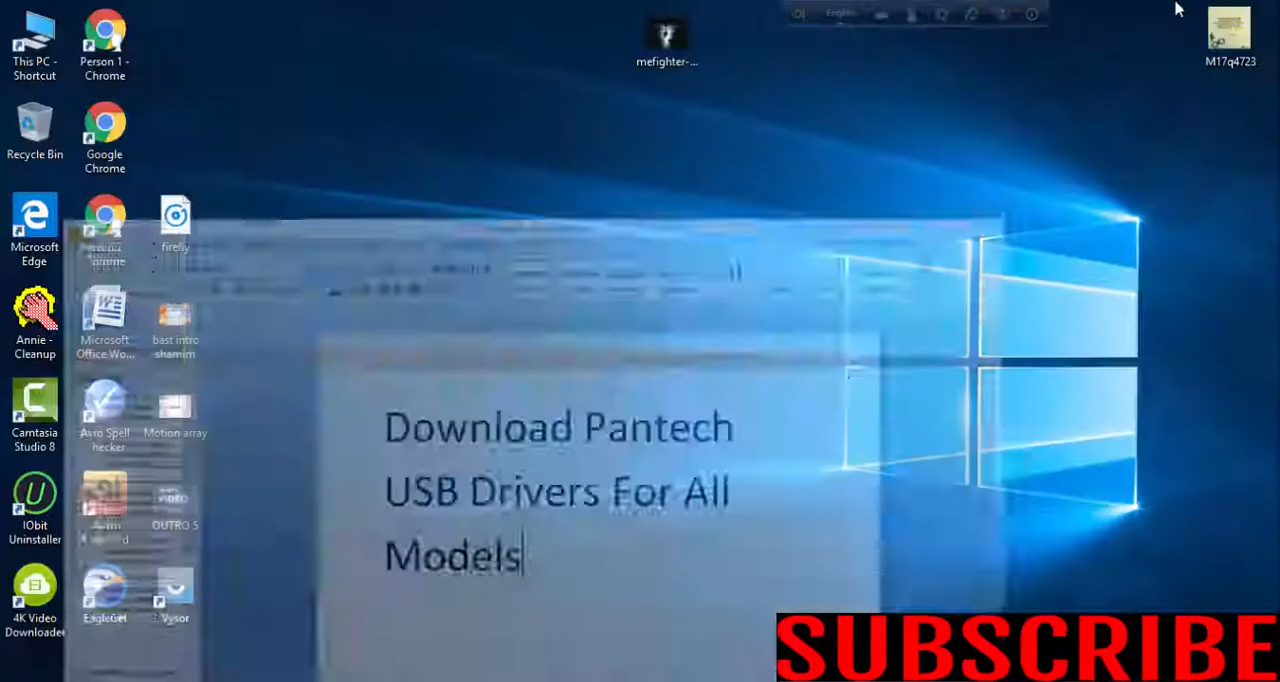 This PC -
Shortcut
Person 1 -
Chrome
mefighter-...
English
M17q4723
Recycle Bin
Google
Chrome
Microsoft
Edge
firefly
Annie -
Cleanup
Microsoft
Office Wo...
bast intro
shamim
Camtasia
Studio 8
Avro Spell
checker
Motion array
IObit
Uninstaller
OUTRO 5
4K Video
Downloader
EagleGet
Vysor
Download Pantech
USB Drivers For All
Models
SUBSCRIBE